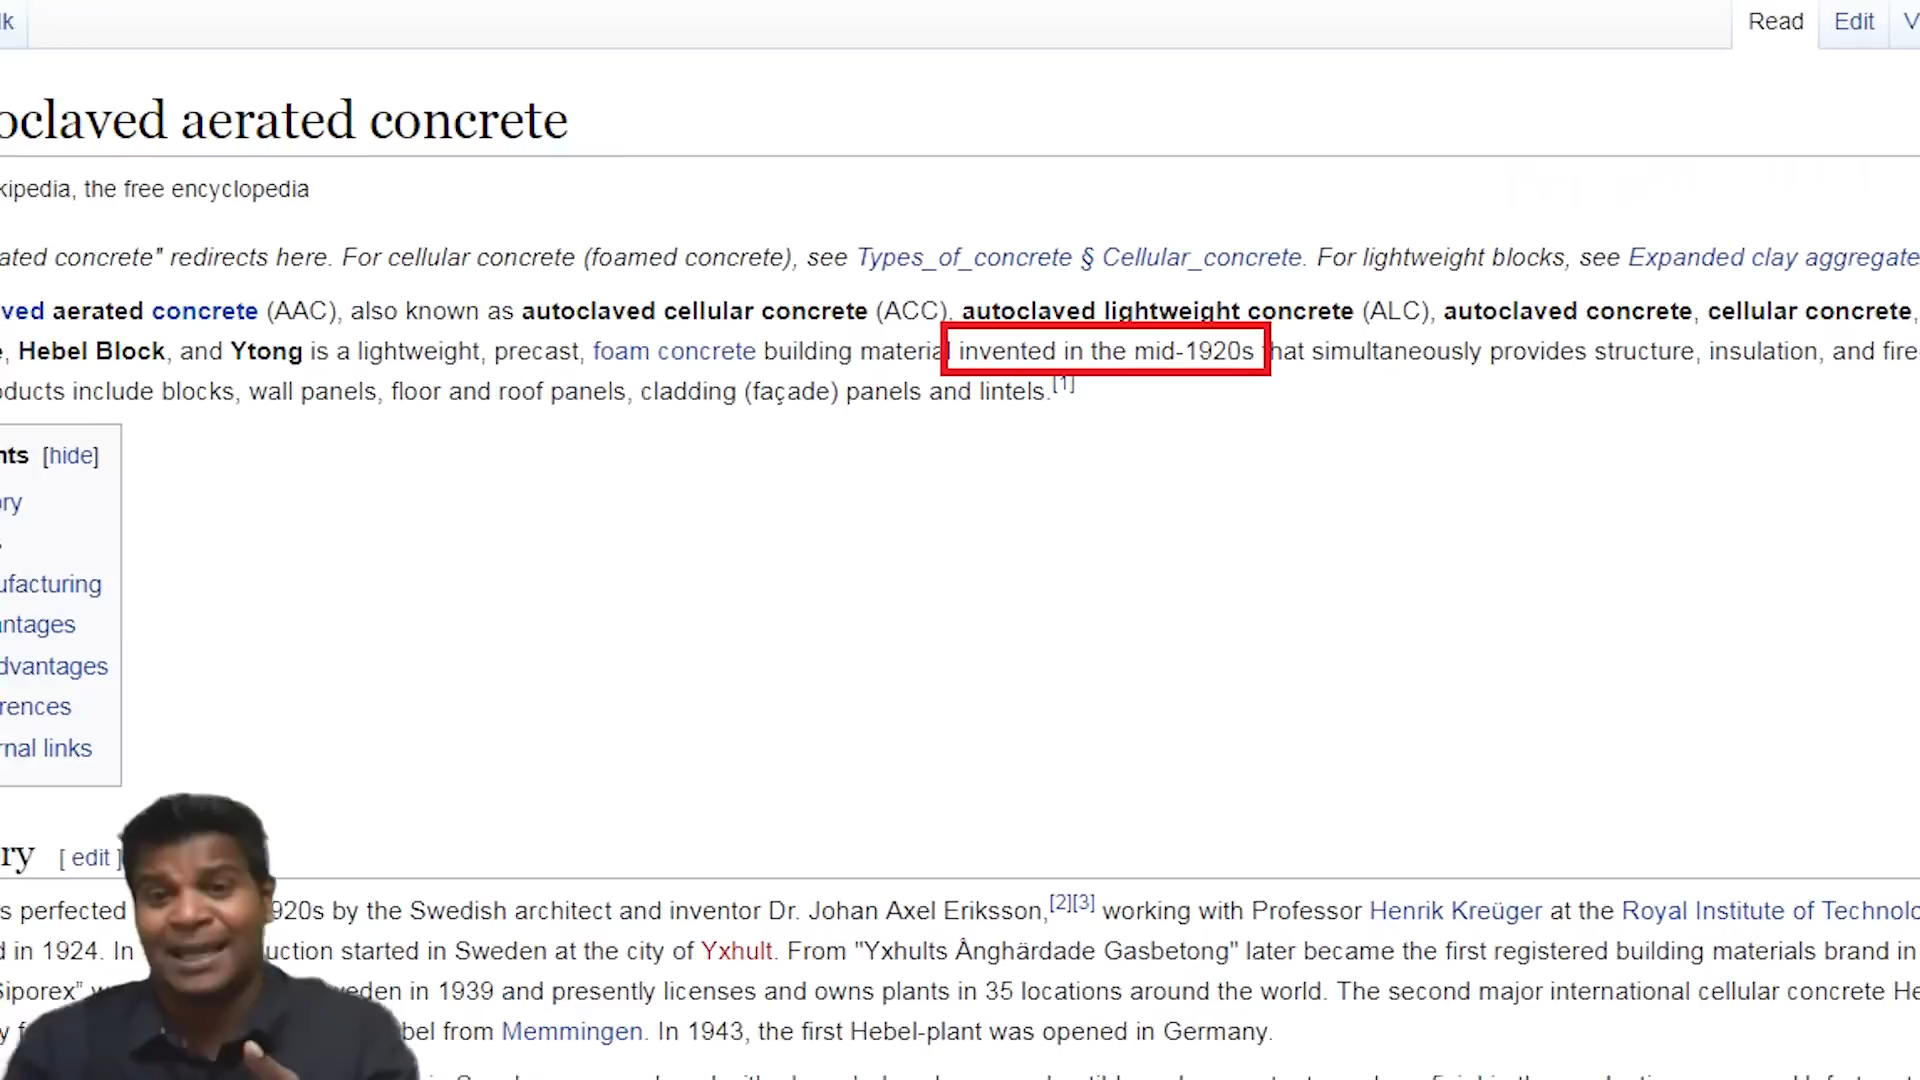 lk Read Edit V
oclaved aerated concrete
kipedia, the free encyclopedia
ated concrete" redirects here. For cellular concrete (foamed concrete), see Types_of_concrete § Cellular_concrete. For lightweight blocks, see Expanded clay aggregate
ved aerated concrete (AAC), also known as autoclaved cellular concrete (ACC), autoclaved lightweight concrete (ALC), autoclaved concrete, cellular concrete,
, Hebel Block, and Ytong is a lightweight, precast, foam concrete building material invented in the mid-1920s that simultaneously provides structure, insulation, and fire
oducts include blocks, wall panels, floor and roof panels, cladding (façade) panels and lintels.[1]
nts [hide]
ory
s
ufacturing
antages
dvantages
rences
rnal links
ry [ edit ]
s perfected 920s by the Swedish architect and inventor Dr. Johan Axel Eriksson,[2][3] working with Professor Henrik Kreüger at the Royal Institute of Technolo
d in 1924. In uction started in Sweden at the city of Yxhult. From "Yxhults Ånghärdade Gasbetong" later became the first registered building materials brand in
Siporex" w eden in 1939 and presently licenses and owns plants in 35 locations around the world. The second major international cellular concrete He
y f bel from Memmingen. In 1943, the first Hebel-plant was opened in Germany.